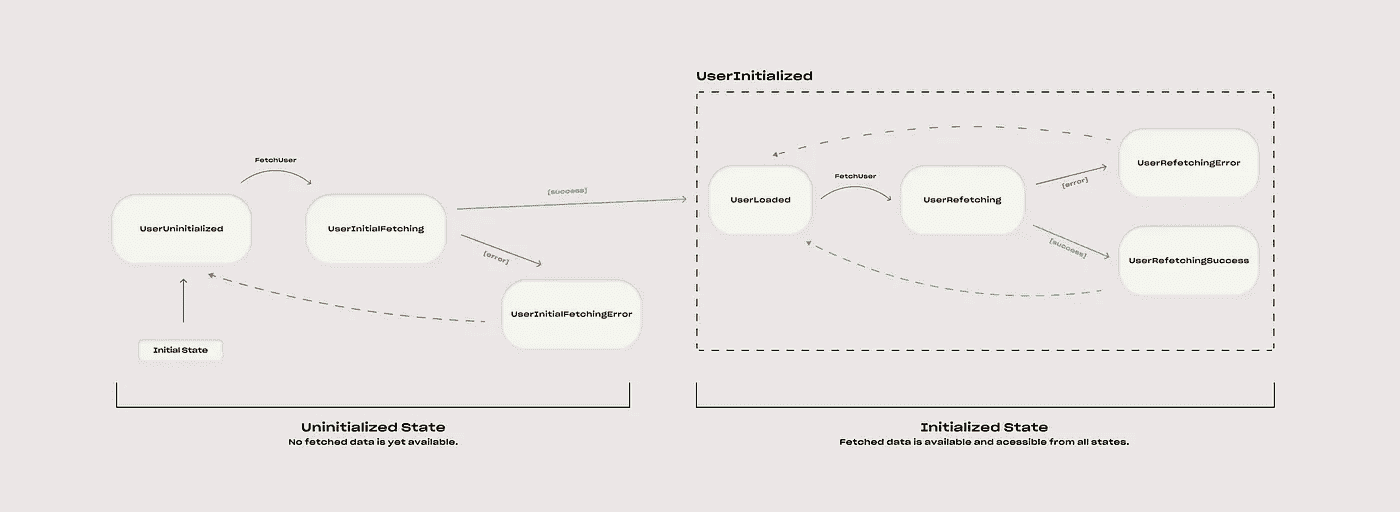 UserInitialized
FetchUser
UserUninitialized
UserInitialFetching
[success]
[error]
UserInitialFetchingError
Initial State
UserLoaded
FetchUser
UserRefetching
[error]
[success]
UserRefetchingError
UserRefetchingSuccess
Uninitialized State
No fetched data is yet available.
Initialized State
Fetched data is available and acessible from all states.